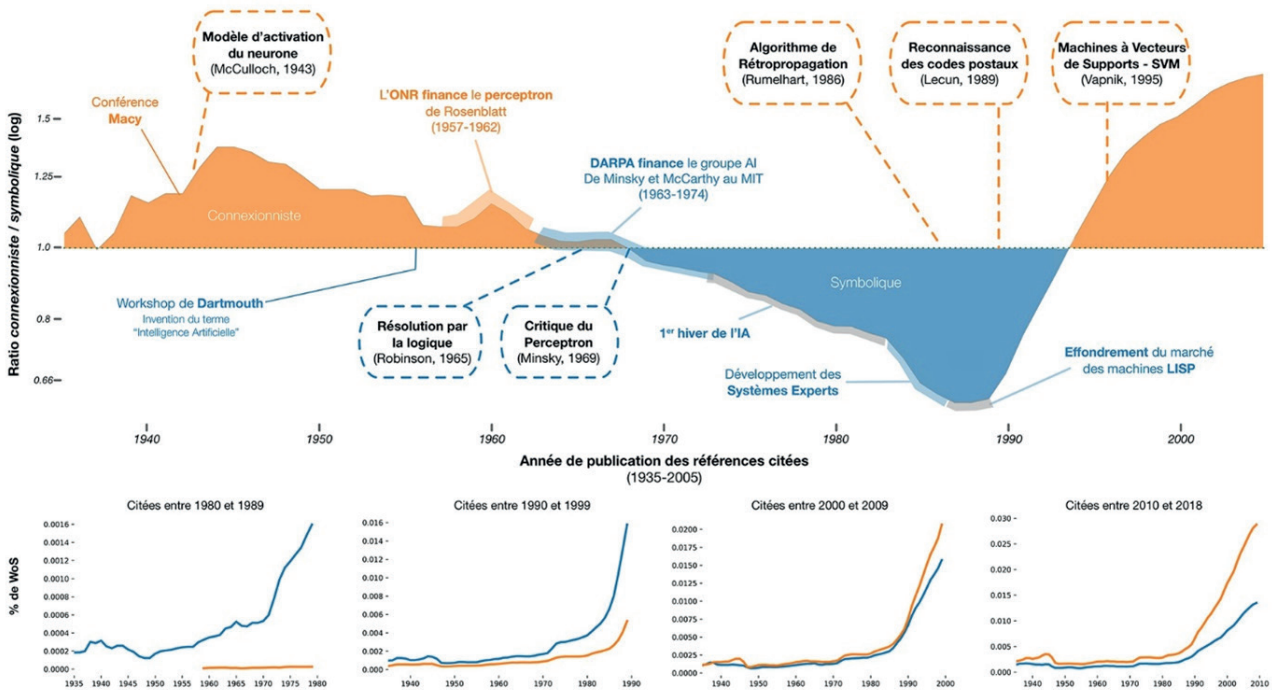 Modèle d'activation
du neurone
(McCulloch, 1943)
Conférence
Macy
L'ONR finance le perceptron
de Rosenblatt
(1957-1962)
DARPA finance le groupe AI
De Minsky et McCarthy au MIT
(1963-1974)
Algorithme de
Rétropropagation
(Rumelhart, 1986)
Reconnaissance
des codes postaux
(Lecun, 1989)
Machines à Vecteurs
de Supports - SVM
(Vapnik, 1995)
Ratio connexionniste / symbolique (log)
1.5
1.25
1.0
0.8
0.66
Connexionniste
Symbolique
Workshop de Dartmouth
Invention du terme
"Intelligence Artificielle"
Résolution par
la logique
(Robinson, 1965)
Critique du
Perceptron
(Minsky, 1969)
1er hiver de l'IA
Développement des
Systèmes Experts
Effondrement du marché
des machines LISP
1940 1950 1960 1970 1980 1990 2000
Année de publication des références citées
(1935-2005)
% de WoS
Citées entre 1980 et 1989
0.0016
0.0014
0.0012
0.0010
0.0008
0.0006
0.0004
0.0002
0.0000
1935 1940 1945 1950 1955 1960 1965 1970 1975 1980
Citées entre 1990 et 1999
0.016
0.014
0.012
0.010
0.008
0.006
0.004
0.002
0.000
1940 1950 1960 1970 1980 1990
Citées entre 2000 et 2009
0.0200
0.0175
0.0150
0.0125
0.0100
0.0075
0.0050
0.0025
0.0000
1940 1950 1960 1970 1980 1990 2000
Citées entre 2010 et 2018
0.030
0.025
0.020
0.015
0.010
0.005
0.000
1940 1950 1960 1970 1980 1990 2000 2010